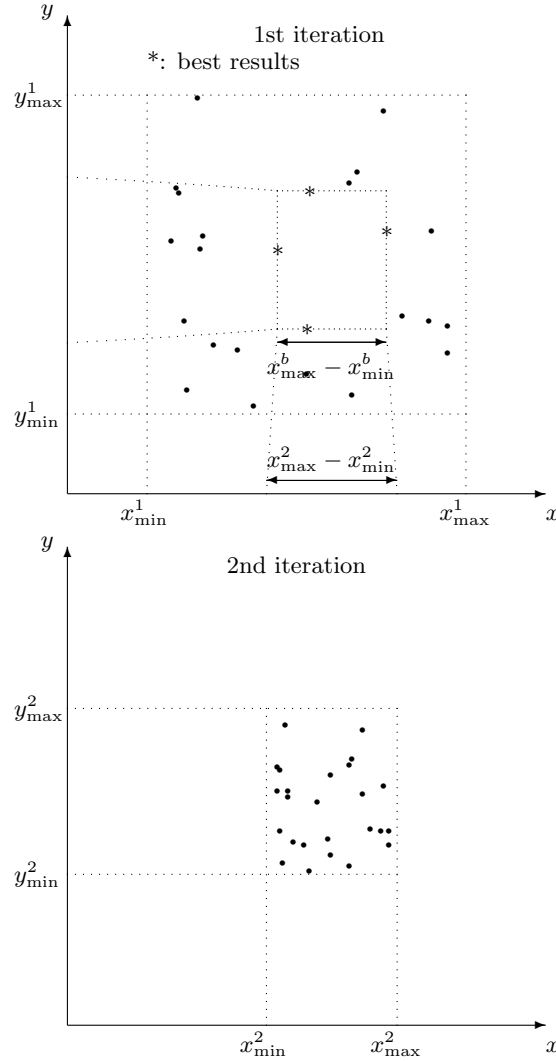 y
1st iteration
*: best results
y^1_max
x^b_max − x^b_min
y^1_min
x^2_max − x^2_min
x^1_min
x^1_max
x
y
2nd iteration
y^2_max
y^2_min
x^2_min
x^2_max
x